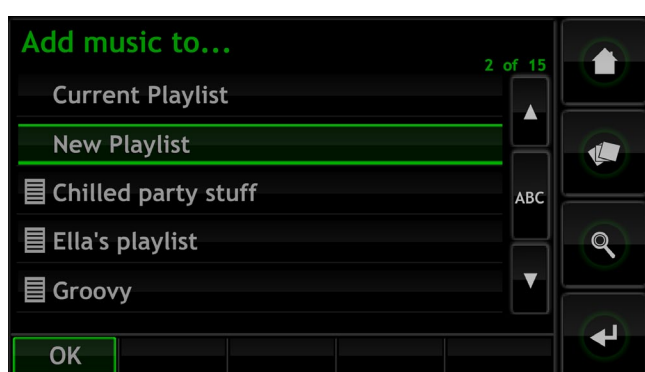 Add music to...
2 of 15
Current Playlist
New Playlist
Chilled party stuff
ABC
Ella's playlist
Groovy
OK